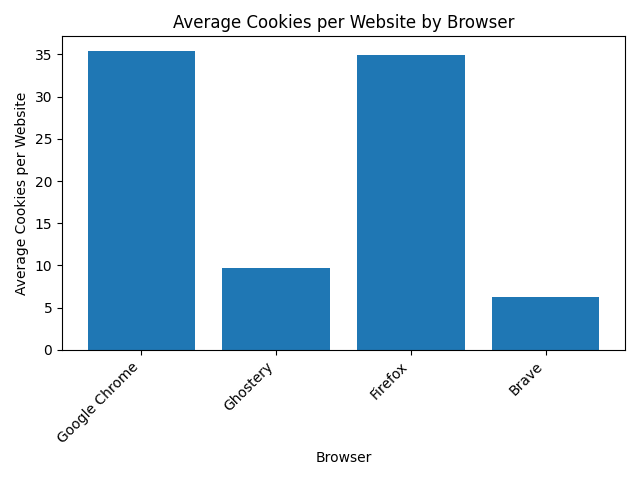 Average Cookies per Website by Browser
Average Cookies per Website
35
30
25
20
15
10
5
0
Google Chrome
Ghostery
Firefox
Brave
Browser